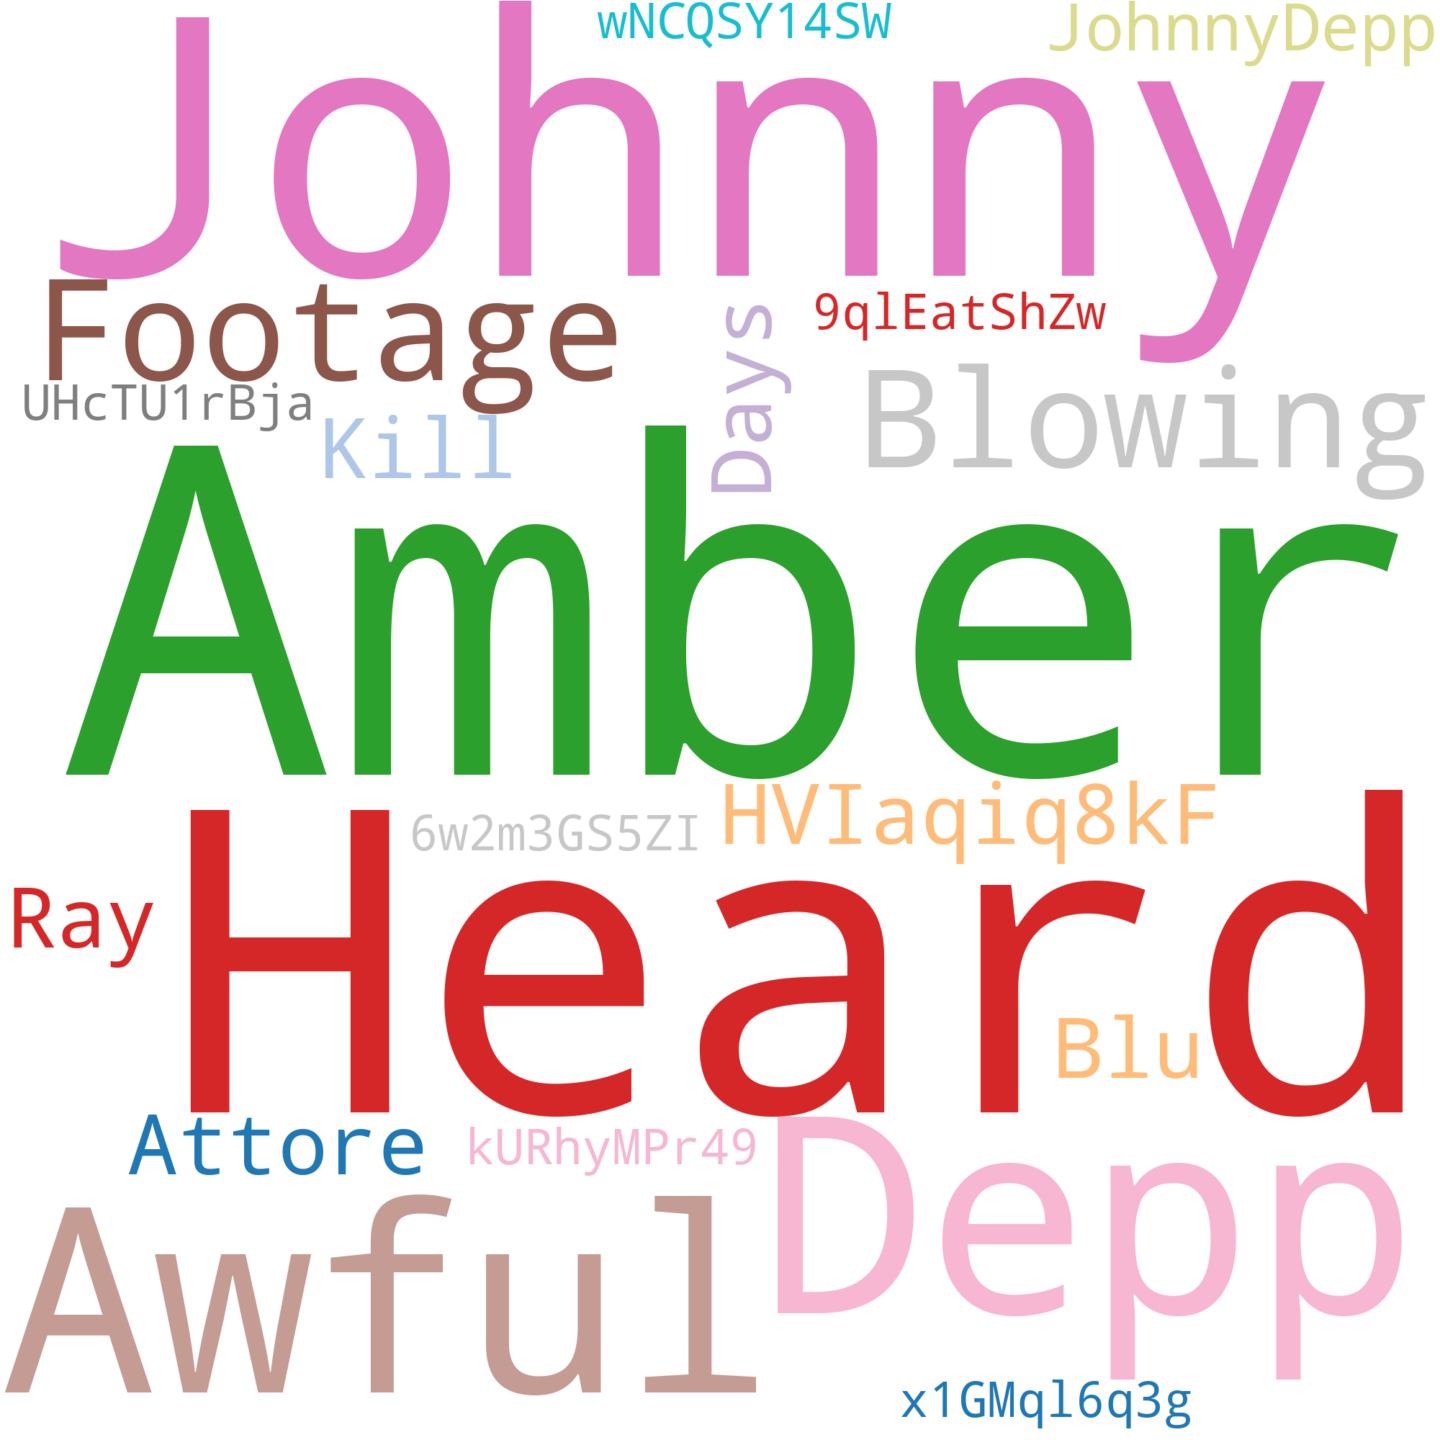 wNCQSY14SW
JohnnyDepp
Johnny
Footage
9qlEatShZw
Days
Blowing
UHcTU1rBja
Kill
Amber
HVIaqiq8kF
6w2m3GS5ZI
Heard
Ray
Blu
Attore
kURhyMPr49
Depp
Awful
x1GMql6q3g